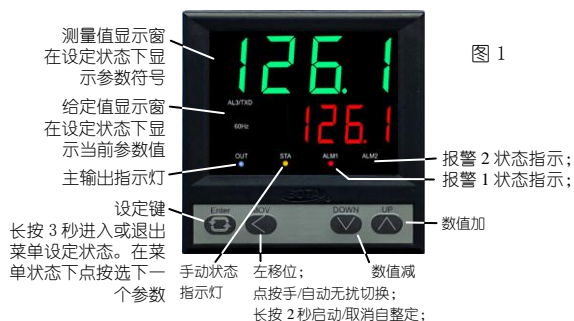 测量值显示窗
在设定状态下显
示参数符号
给定值显示窗
在设定状态下显
示当前参数值
主输出指示灯
设定键
长按 3 秒进入或退出
菜单设定状态。在菜
单状态下点按选下一
个参数
126.1
AL3/TXD
60Hz
126.1
OUT
STA
ALM1
ALM2
Enter
MOV
DOWN
UP
图 1
报警 2 状态指示；
报警 1 状态指示；
数值加
手动状态
指示灯
左移位；
点按手/自动无扰切换；
长按 2 秒启动/取消自整定；
数值减